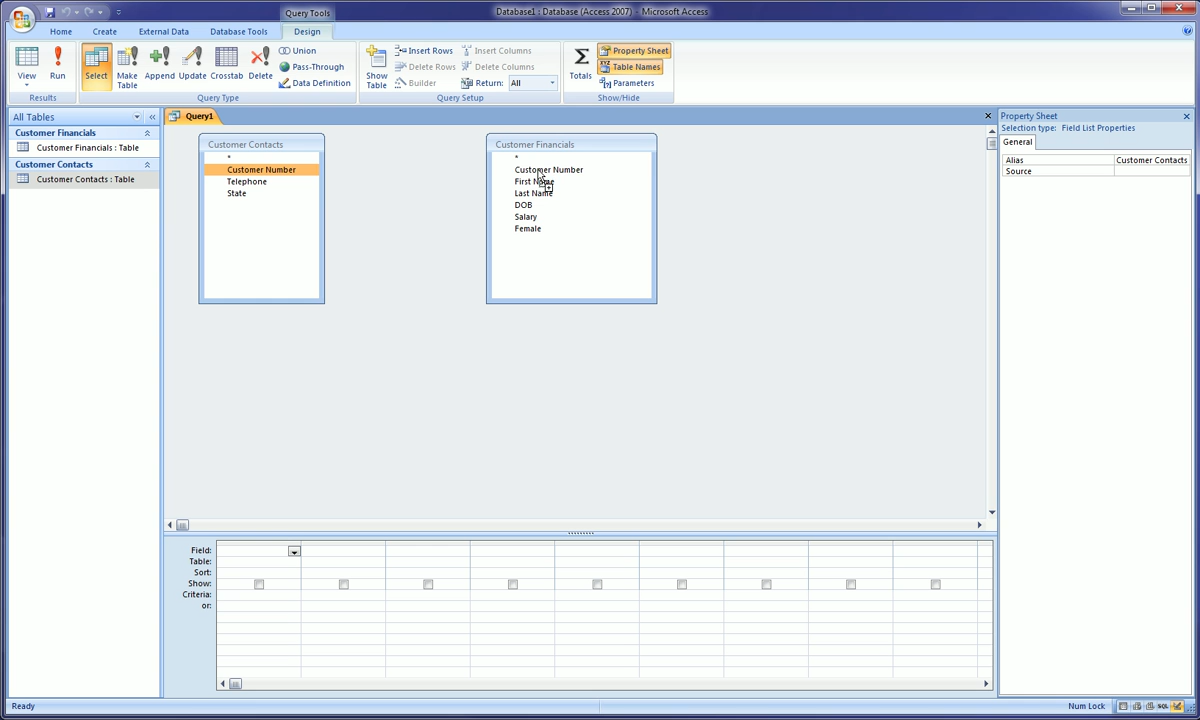 Query Tools
Database1 : Database (Access 2007) - Microsoft Access
Home Create External Data Database Tools Design
View
Run
Results
Select
Make Table
Append
Update
Crosstab
Delete
Union
Pass-Through
Data Definition
Query Type
Show Table
Insert Rows
Delete Rows
Builder
Insert Columns
Delete Columns
Return: All
Query Setup
Totals
Property Sheet
Table Names
Parameters
Show/Hide
All Tables
Customer Financials
Customer Financials : Table
Customer Contacts
Customer Contacts : Table
Query1
Customer Contacts
*
Customer Number
Telephone
State
Customer Financials
*
Customer Number
First Name
Last Name
DOB
Salary
Female
Field:
Table:
Sort:
Show:
Criteria:
or:
Property Sheet
Selection type: Field List Properties
General
Alias Customer Contacts
Source
Ready
Num Lock
SQL